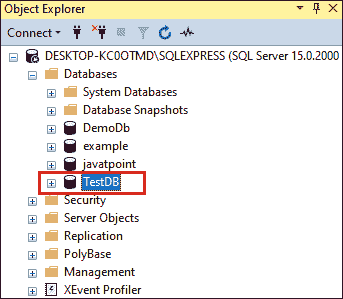 Object Explorer
Connect
DESKTOP-KC0OTMD\SQLEXPRESS (SQL Server 15.0.2000
Databases
System Databases
Database Snapshots
DemoDb
example
javatpoint
TestDB
Security
Server Objects
Replication
PolyBase
Management
XEvent Profiler